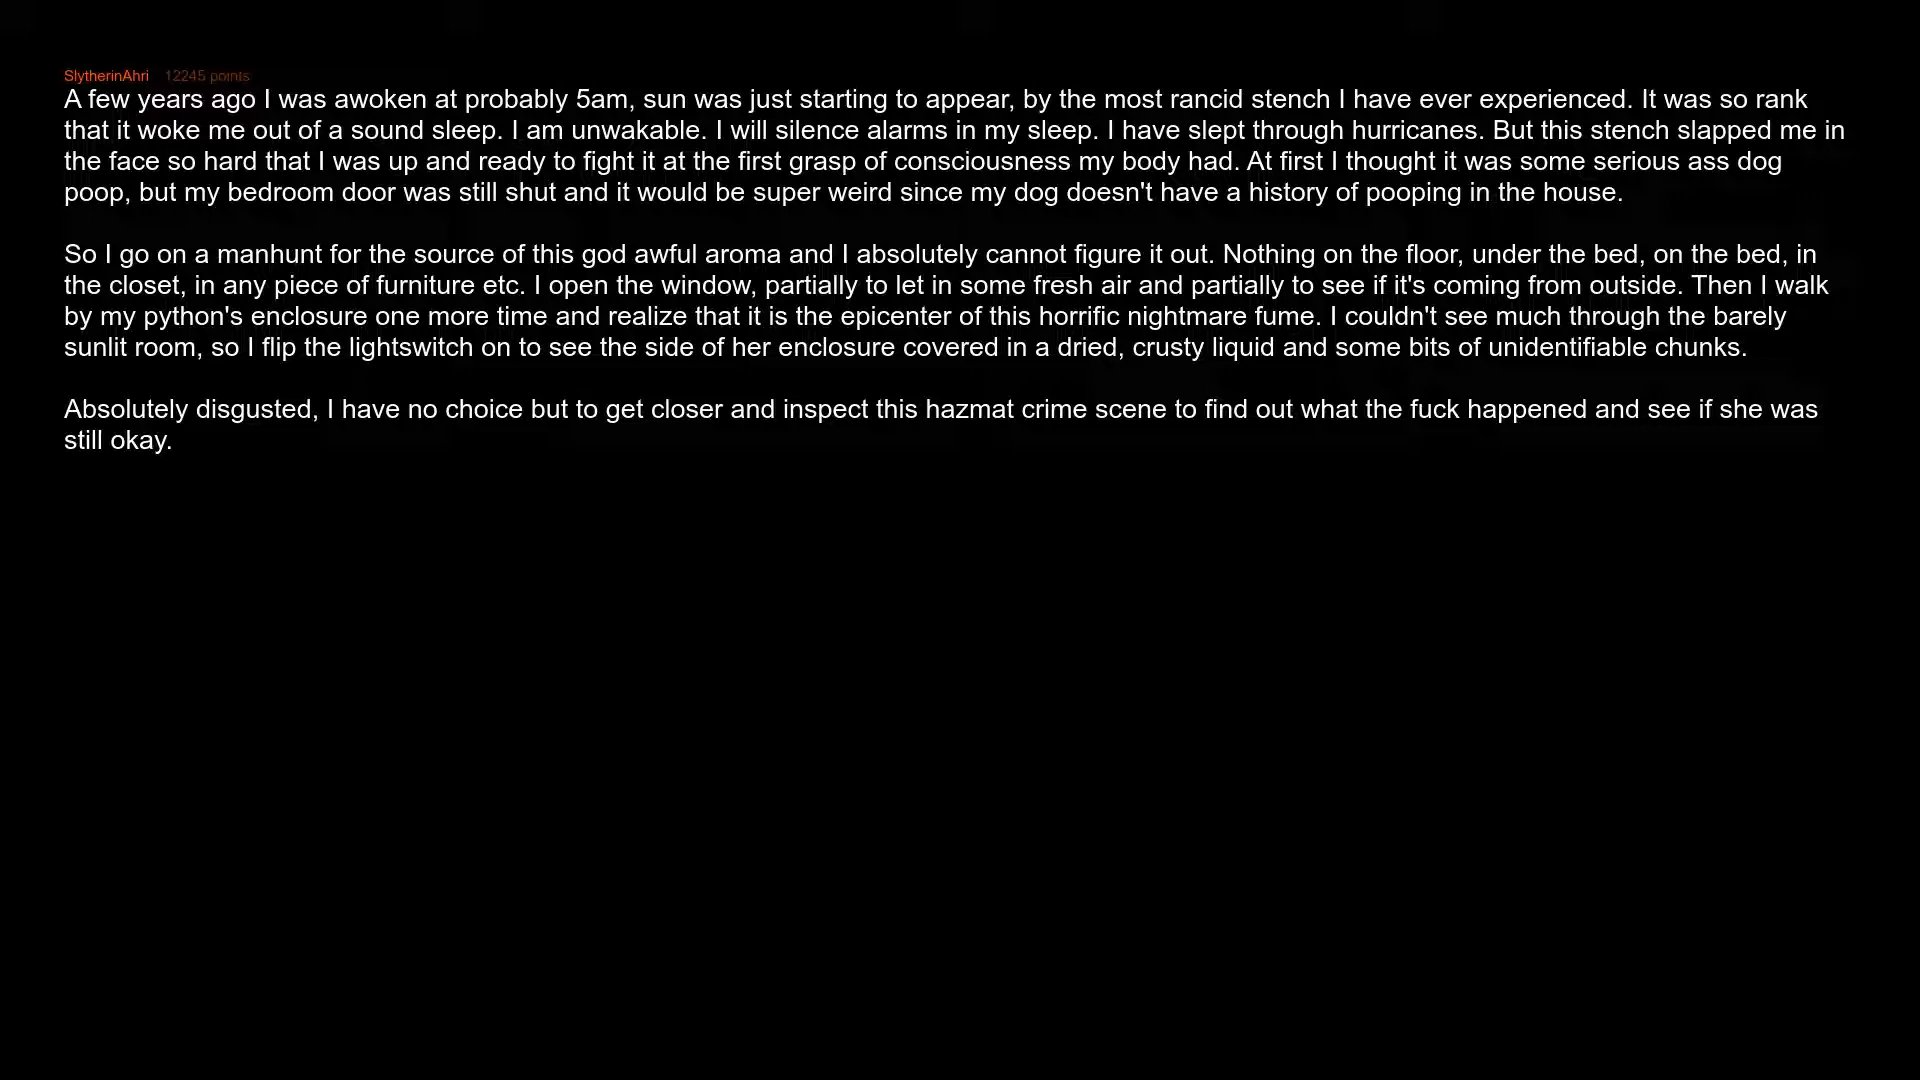 SlytherinAhri 12245 points
A few years ago I was awoken at probably 5am, sun was just starting to appear, by the most rancid stench I have ever experienced. It was so rank
that it woke me out of a sound sleep. I am unwakable. I will silence alarms in my sleep. I have slept through hurricanes. But this stench slapped me in
the face so hard that I was up and ready to fight it at the first grasp of consciousness my body had. At first I thought it was some serious ass dog
poop, but my bedroom door was still shut and it would be super weird since my dog doesn't have a history of pooping in the house.
So I go on a manhunt for the source of this god awful aroma and I absolutely cannot figure it out. Nothing on the floor, under the bed, on the bed, in
the closet, in any piece of furniture etc. I open the window, partially to let in some fresh air and partially to see if it's coming from outside. Then I walk
by my python's enclosure one more time and realize that it is the epicenter of this horrific nightmare fume. I couldn't see much through the barely
sunlit room, so I flip the lightswitch on to see the side of her enclosure covered in a dried, crusty liquid and some bits of unidentifiable chunks.
Absolutely disgusted, I have no choice but to get closer and inspect this hazmat crime scene to find out what the fuck happened and see if she was
still okay.